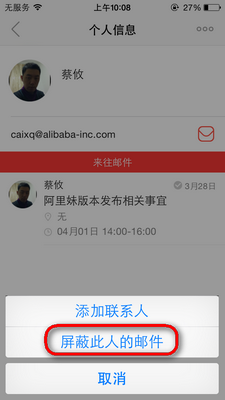 无服务 上午10:08 27%
个人信息
蔡攸
caixq@alibaba-inc.com
来往邮件
蔡攸 3月28日
阿里妹版本发布相关事宜
无
04月01日 14:00-16:00
添加联系人
屏蔽此人的邮件
取消